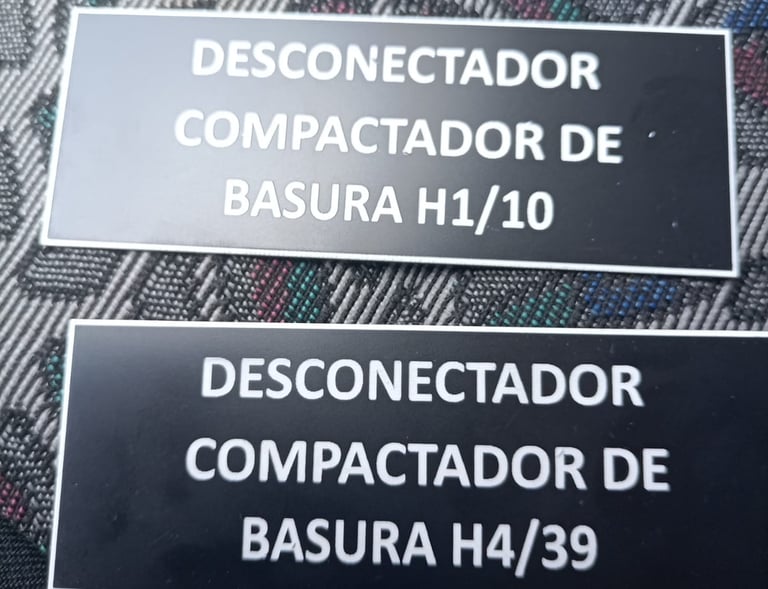 DESCONECTADOR
COMPACTADOR DE
BASURA H1/10
DESCONECTADOR
COMPACTADOR DE
BASURA H4/39